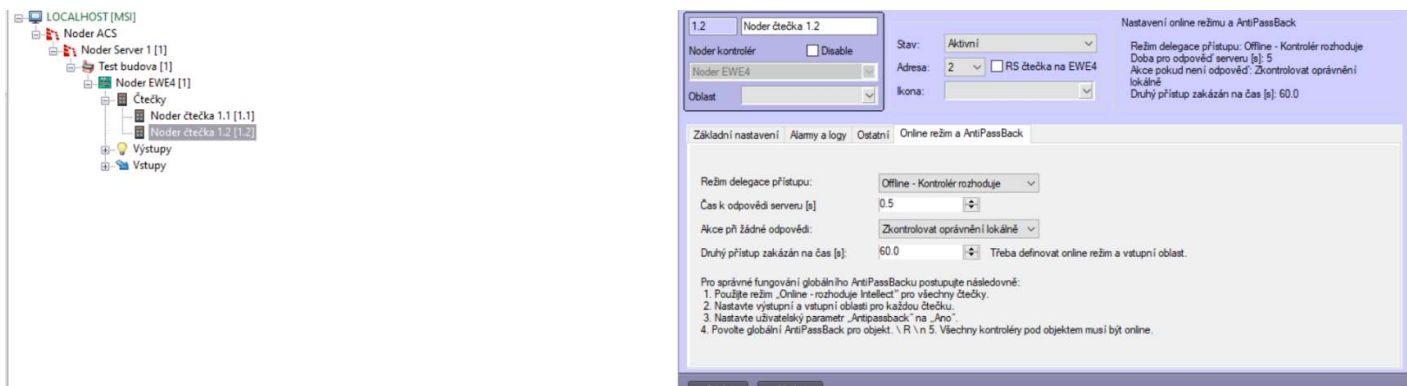 LOCALHOST [MSI]
Noder ACS
Noder Server 1 [1]
Test budova [1]
Noder EWE4 [1]
Čtečky
Noder čtečka 1.1 [1.1]
Noder čtečka 1.2 [1.2]
Výstupy
Vstupy
1.2 Noder čtečka 1.2
Noder kontrolér Disable
Noder EWE4
Oblast
Stav: Aktivní
Adresa: 2 RS čtečka na EWE4
Ikona:
Nastavení online režimu a AntiPassBack
Režim delegace přístupu: Offline - Kontrolér rozhoduje
Doba pro odpověď serveru [s]: 5
Akce pokud není odpověď: Zkontrolovat oprávnění
lokálně
Druhý přístup zakázán na čas [s]: 60.0
Základní nastavení Alarmy a logy Ostatní Online režim a AntiPassBack
Režim delegace přístupu: Offline - Kontrolér rozhoduje
Čas k odpovědi serveru [s] 0.5
Akce při žádné odpovědi: Zkontrolovat oprávnění lokálně
Druhý přístup zakázán na čas [s]: 60.0 Třeba definovat online režim a vstupní oblast.
Pro správné fungování globálního AntiPassBacku postupujte následovně:
1. Použijte režim „Online - rozhoduje Intellect" pro všechny čtečky.
2. Nastavte výstupní a vstupní oblasti pro každou čtečku.
3. Nastavte uživatelský parametr „Antipassback" na „Ano".
4. Povolte globální AntiPassBack pro objekt. \ R \ n 5. Všechny kontroléry pod objektem musí být online.